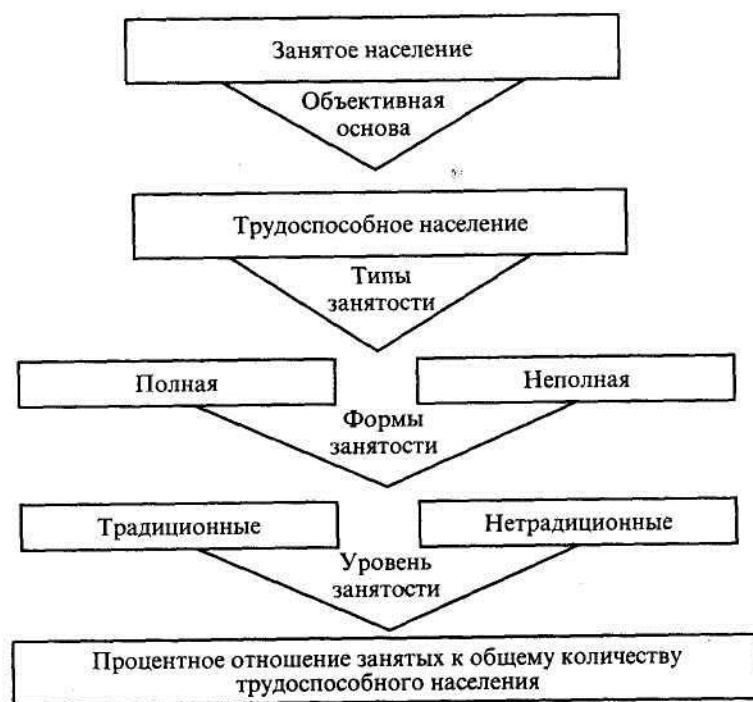 Занятое население
Объективная
основа
Трудоспособное население
Типы
занятости
Полная
Неполная
Формы
занятости
Традиционные
Нетрадиционные
Уровень
занятости
Процентное отношение занятых к общему количеству
трудоспособного населения